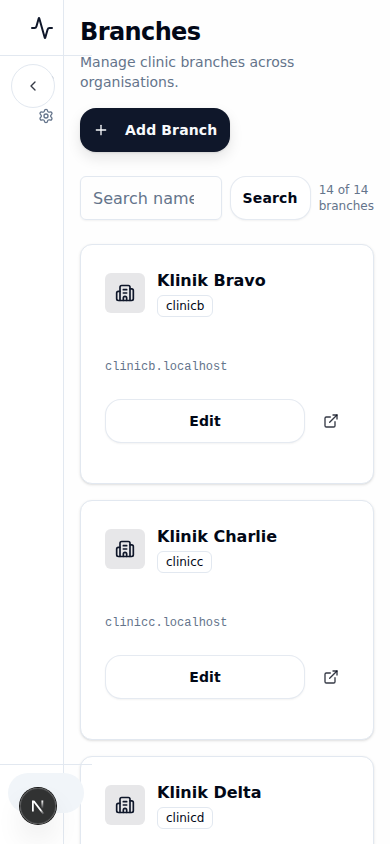 Branches
Manage clinic branches across
organisations.
Add Branch
Search name
Search
14 of 14
branches
Klinik Bravo
clinicb
clinicb.localhost
Edit
Klinik Charlie
clinicc
clinicc.localhost
Edit
Klinik Delta
clinicd
N